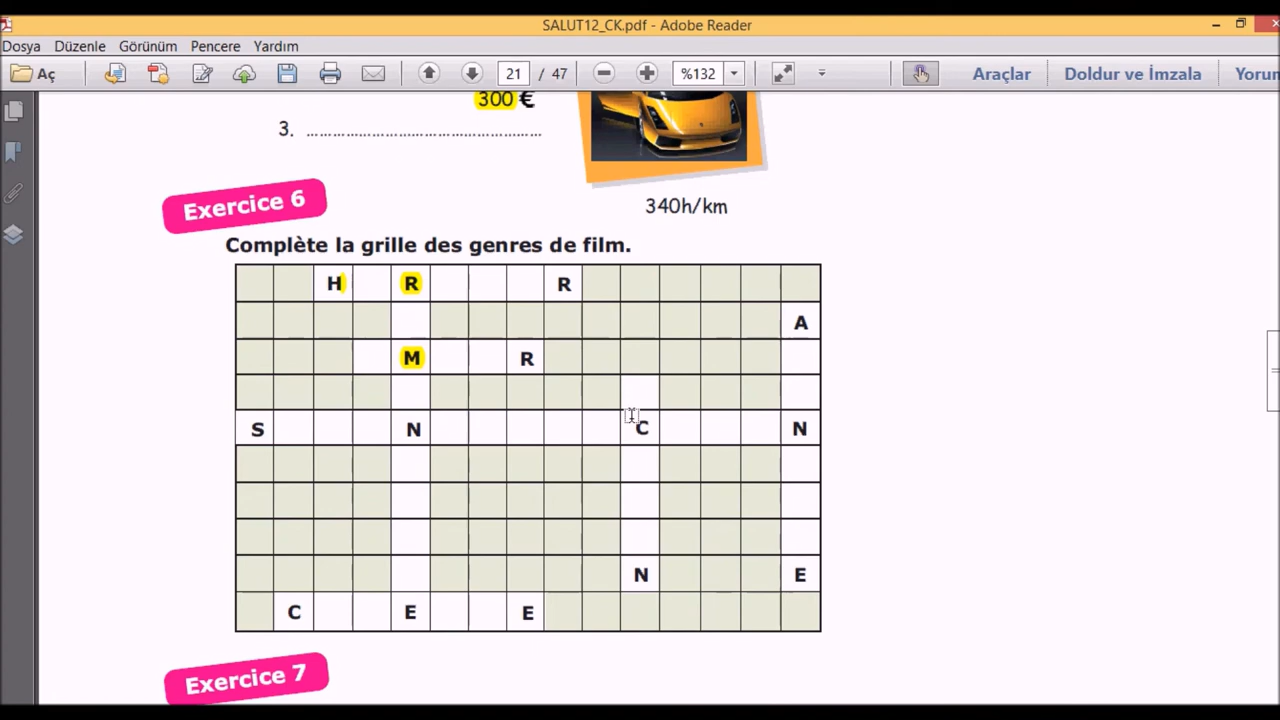 SALUT12_CK.pdf - Adobe Reader
Dosya Düzenle Görünüm Pencere Yardım
Aç 21 / 47 %132 Araçlar Doldur ve İmzala Yorum
300 €
3. ................................................
340h/km
Exercice 6
Complète la grille des genres de film.
H R R
A
M R
S N C N
N E
C E E
Exercice 7